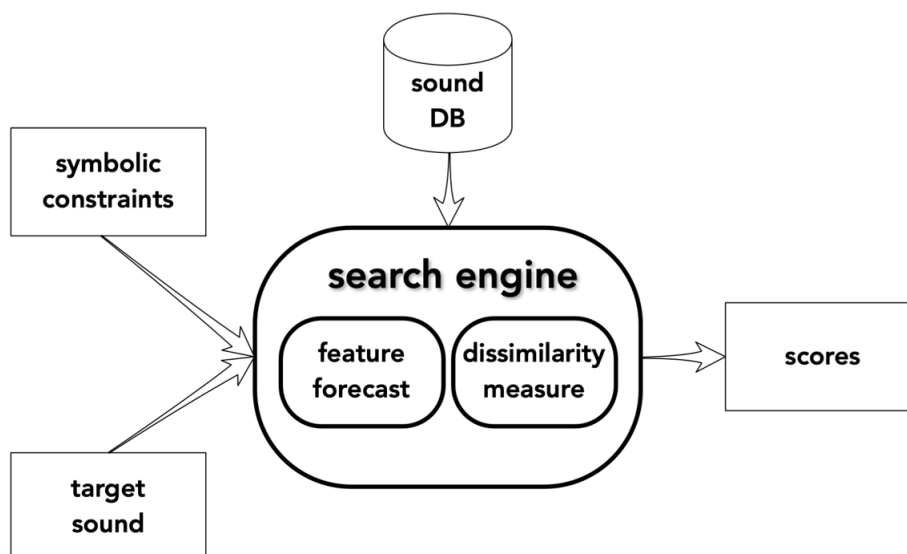 sound
DB
symbolic
constraints
search engine
feature
forecast
dissimilarity
measure
scores
target
sound